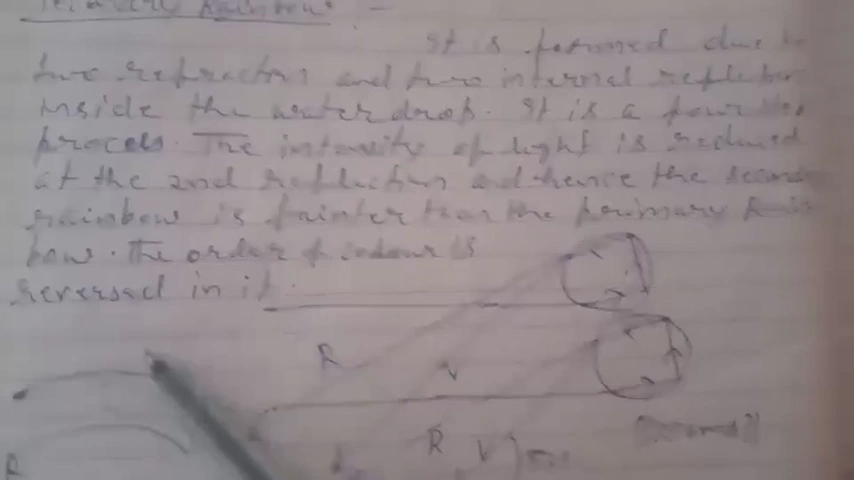 Rainbow -
It is formed due to
two refraction and two internal reflection
inside the water drop. It is a four step
process. The intensity of light is reduced
at the 2nd reflection and hence the second
rainbow is fainter than the primary Rain
bow. The order of colour is
reversed in it.
R
V
R V
R